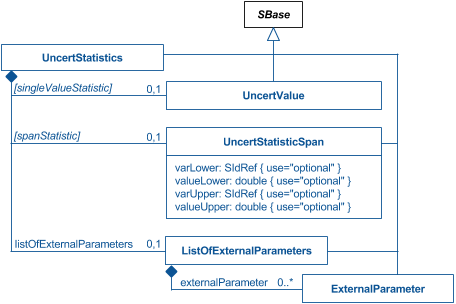 SBase
UncertStatistics
[singleValueStatistic] 0,1
UncertValue
[spanStatistic] 0,1
UncertStatisticSpan
varLower: SIdRef { use="optional" }
valueLower: double { use="optional" }
varUpper: SIdRef { use="optional" }
valueUpper: double { use="optional" }
listOfExternalParameters 0,1
ListOfExternalParameters
externalParameter 0..*
ExternalParameter